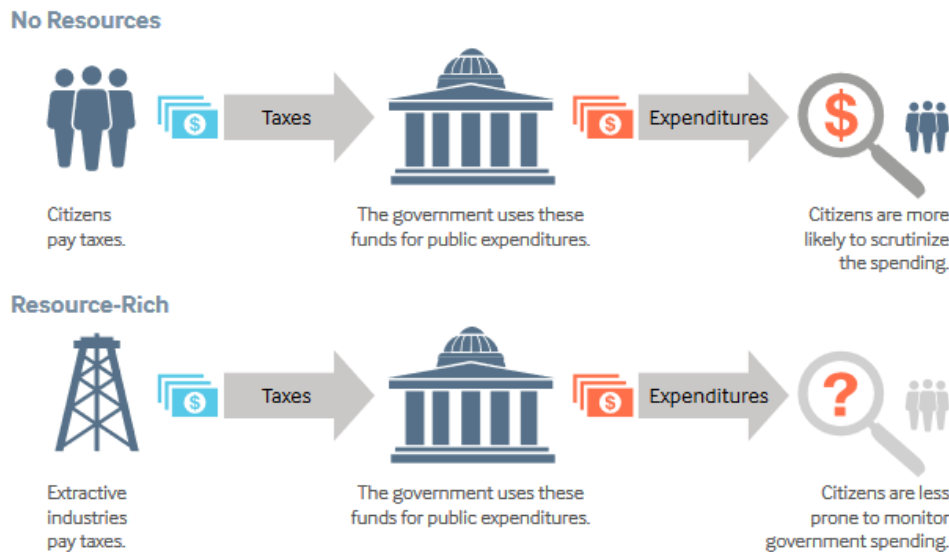 No Resources
$
Taxes
$
Expenditures
$
Citizens
pay taxes.
The government uses these
funds for public expenditures.
Citizens are more
likely to scrutinize
the spending.
Resource-Rich
$
Taxes
$
Expenditures
?
Extractive
industries
pay taxes.
The government uses these
funds for public expenditures.
Citizens are less
prone to monitor
government spending.